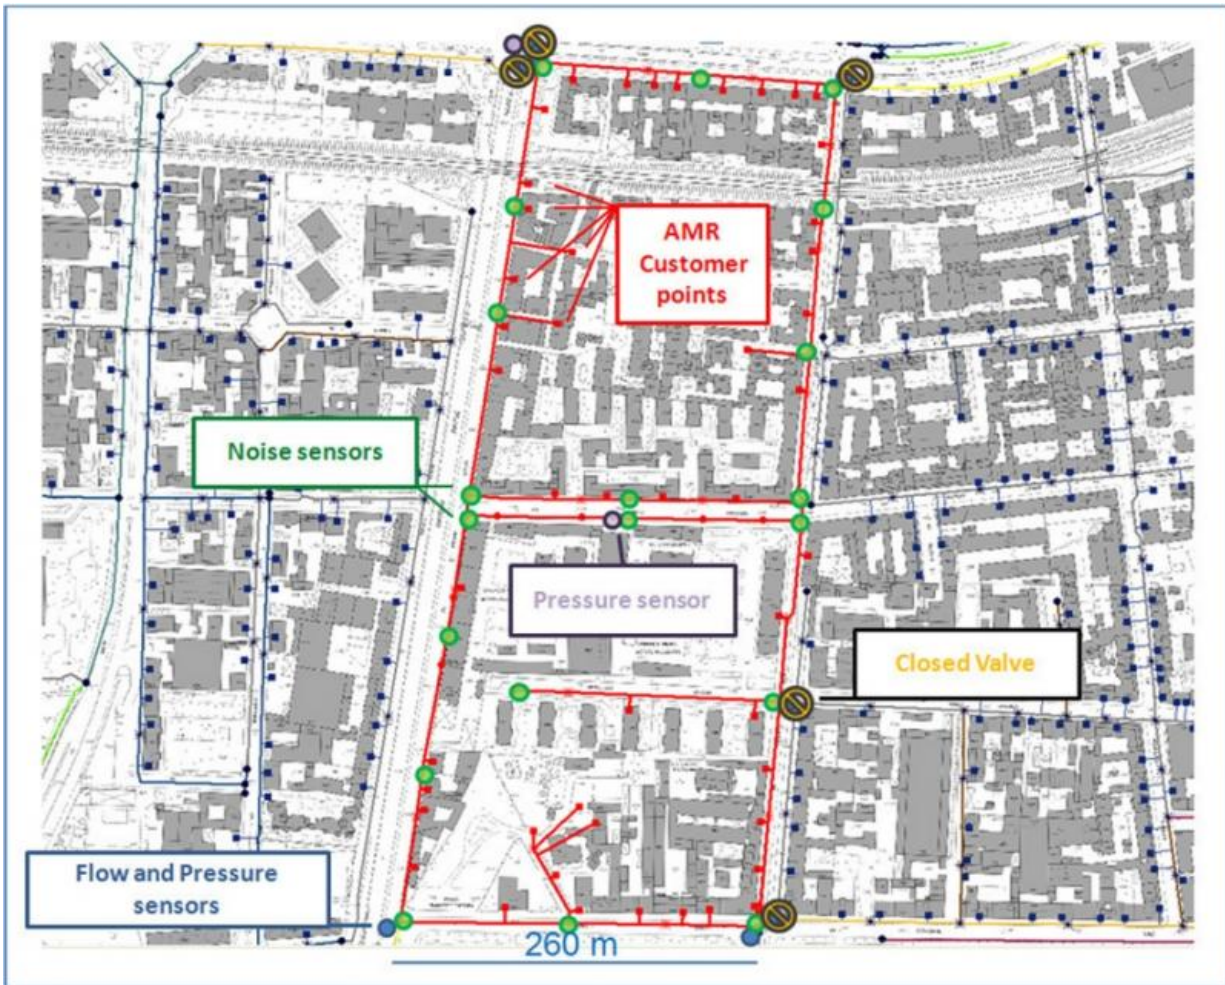 AMR
Customer
points
Noise sensors
Pressure sensor
Closed Valve
Flow and Pressure
sensors
260 m